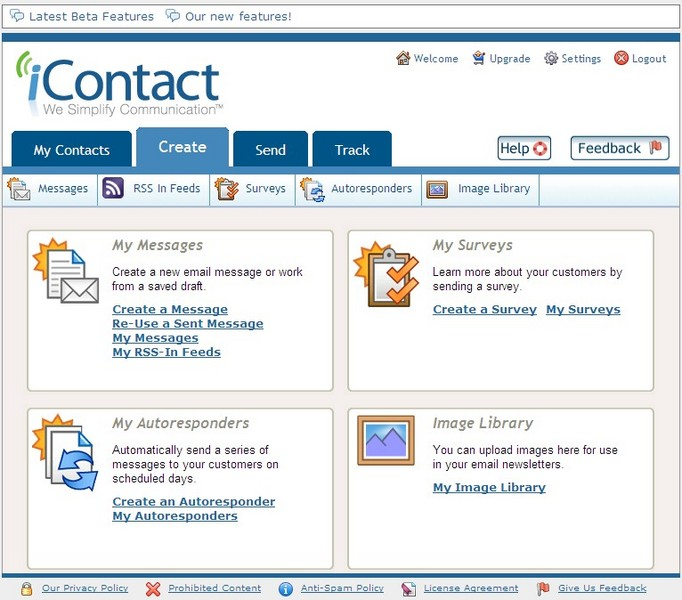 Latest Beta Features Our new features!
Welcome Upgrade Settings Logout
iContact
We Simplify Communication™
My Contacts Create Send Track Help Feedback
Messages RSS In Feeds Surveys Autoresponders Image Library
My Messages
Create a new email message or work
from a saved draft.
Create a Message
Re-Use a Sent Message
My Messages
My RSS-In Feeds
My Surveys
Learn more about your customers by
sending a survey.
Create a Survey My Surveys
My Autoresponders
Automatically send a series of
messages to your customers on
scheduled days.
Create an Autoresponder
My Autoresponders
Image Library
You can upload images here for use
in your email newsletters.
My Image Library
Our Privacy Policy Prohibited Content Anti-Spam Policy License Agreement Give Us Feedback